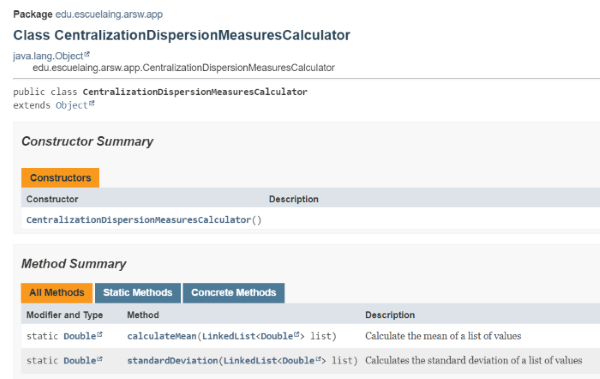 Package edu.escuelaing.arsw.app
Class CentralizationDispersionMeasuresCalculator
java.lang.Object
edu.escuelaing.arsw.app.CentralizationDispersionMeasuresCalculator
public class CentralizationDispersionMeasuresCalculator
extends Object
Constructor Summary
Constructors
Constructor Description
CentralizationDispersionMeasuresCalculator()
Method Summary
All Methods Static Methods Concrete Methods
Modifier and Type Method Description
static Double calculateMean(LinkedList<Double> list) Calculate the mean of a list of values
static Double standardDeviation(LinkedList<Double> list) Calculates the standard deviation of a list of values